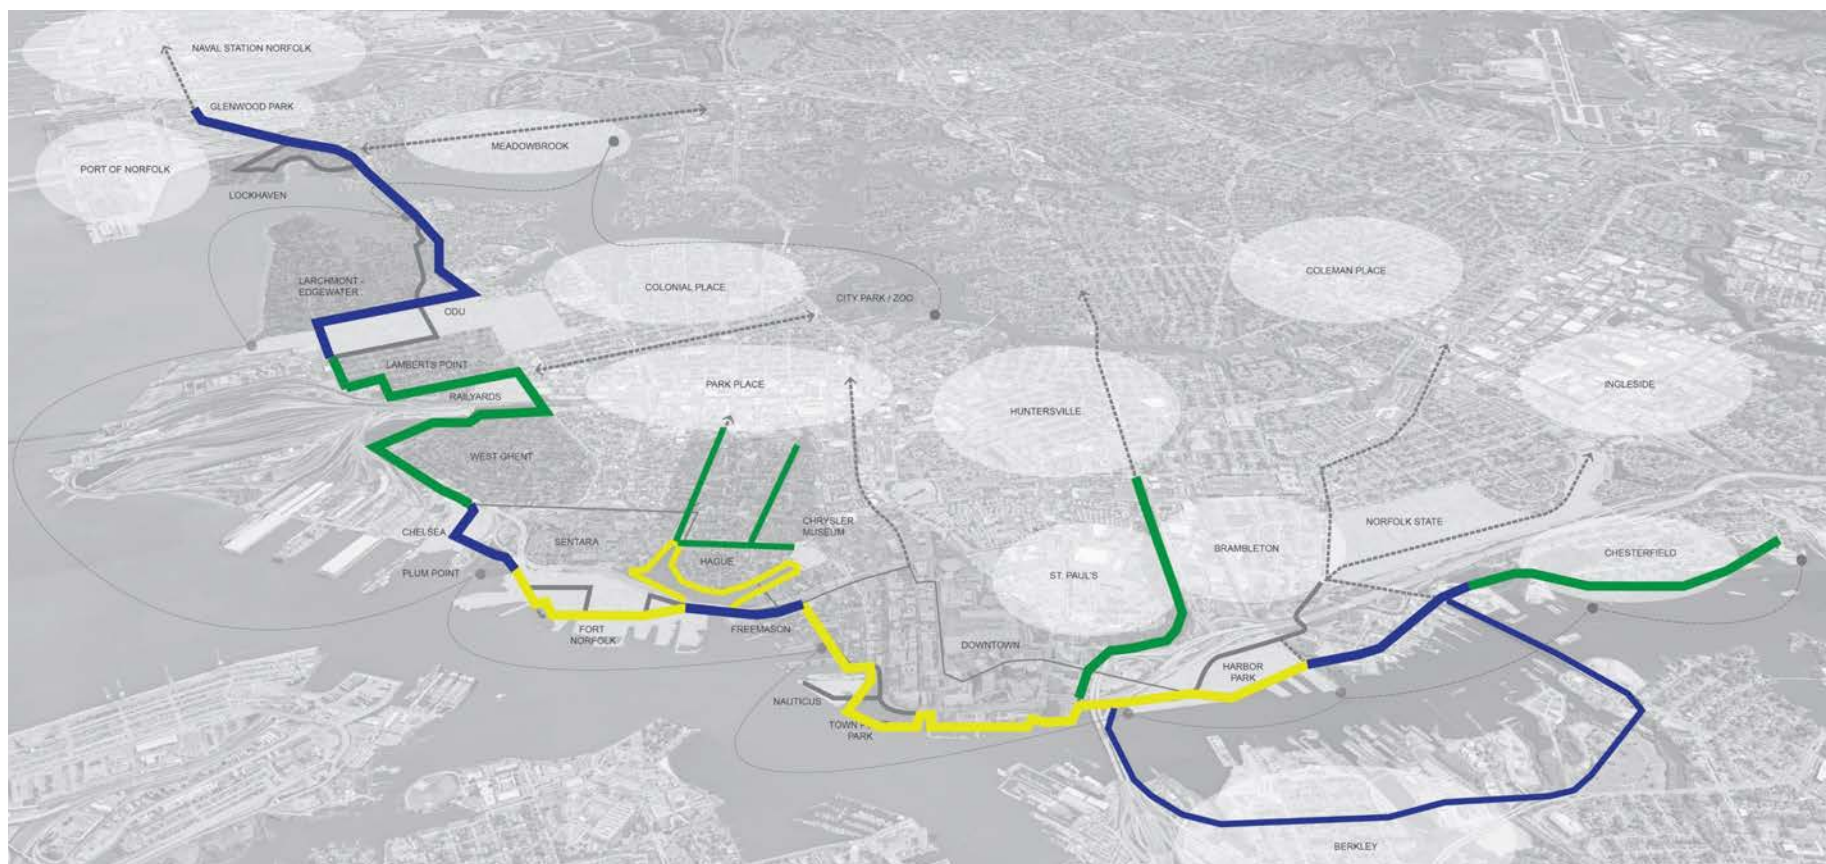 NAVAL STATION NORFOLK
GLENWOOD PARK
MEADOWBROOK
PORT OF NORFOLK
LOCKHAVEN
COLEMAN PLACE
LARCHMONT -
EDGEWATER
COLONIAL PLACE
CITY PARK / ZOO
ODU
LAMBERT'S POINT
RAILYARDS
PARK PLACE
INGLESIDE
HUNTERSVILLE
WEST GHENT
CHELSEA
SENTARA
CHRYSLER
MUSEUM
NORFOLK STATE
HAGUE
BRAMBLETON
CHESTERFIELD
PLUM POINT
ST. PAUL'S
FORT
NORFOLK
FREEMASON
DOWNTOWN
HARBOR
PARK
NAUTICUS
TOWN
PARK
BERKLEY